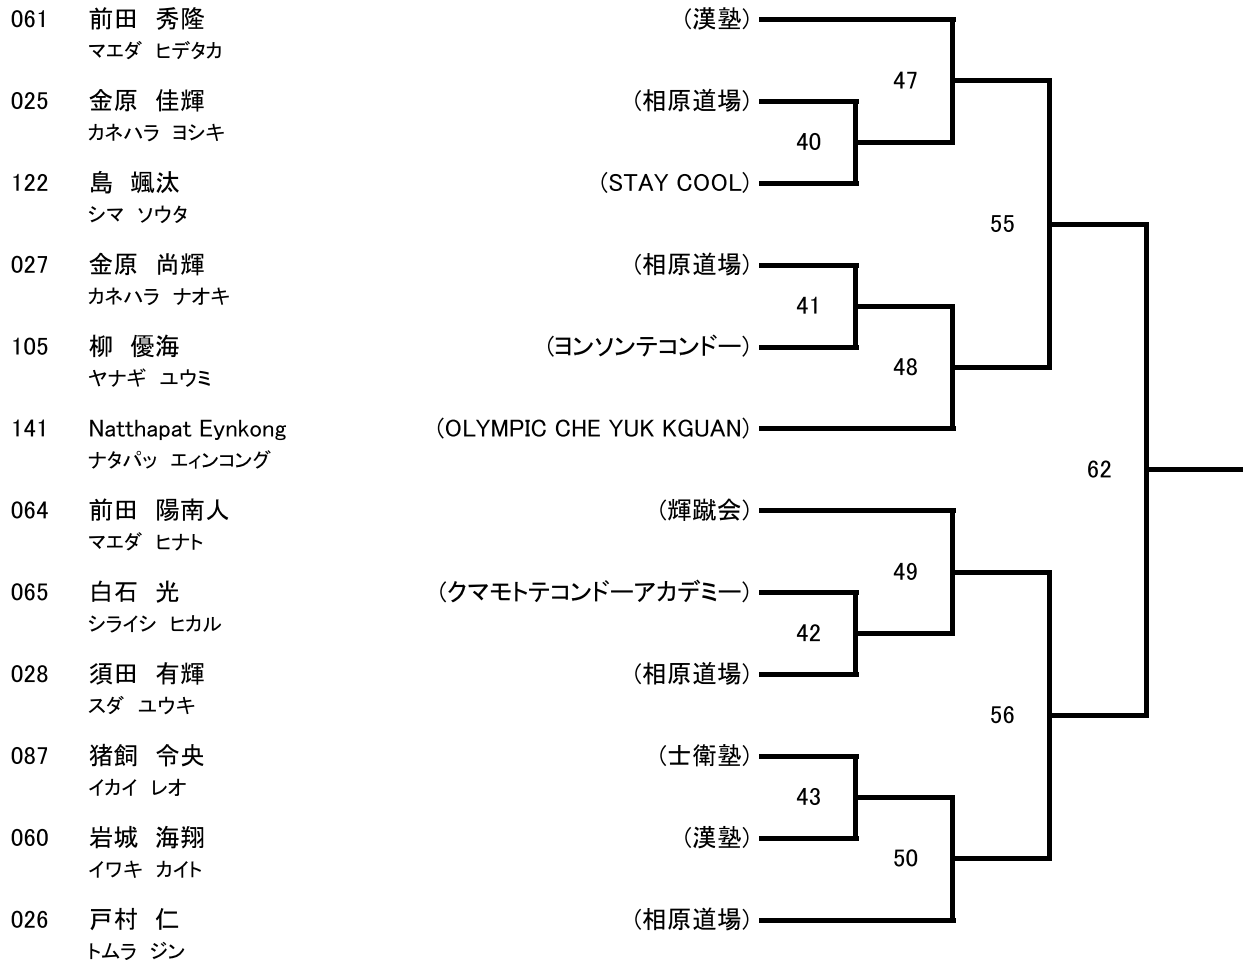 061 前田 秀隆 (漢塾)
マエダ ヒデタカ
47
025 金原 佳輝 (相原道場)
カネハラ ヨシキ
40
122 島 颯汰 (STAY COOL)
シマ ソウタ
55
027 金原 尚輝 (相原道場)
カネハラ ナオキ
41
105 柳 優海 (ヨンソンテコンドー)
ヤナギ ユウミ
48
141 Natthapat Eynkong (OLYMPIC CHE YUK KGUAN)
ナタパッ エィンコング
62
064 前田 陽南人 (輝蹴会)
マエダ ヒナト
49
065 白石 光 (クマモトテコンドーアカデミー)
シライシ ヒカル
42
028 須田 有輝 (相原道場)
スダ ユウキ
56
087 猪飼 令央 (士衛塾)
イカイ レオ
43
060 岩城 海翔 (漢塾)
イワキ カイト
50
026 戸村 仁 (相原道場)
トムラ ジン